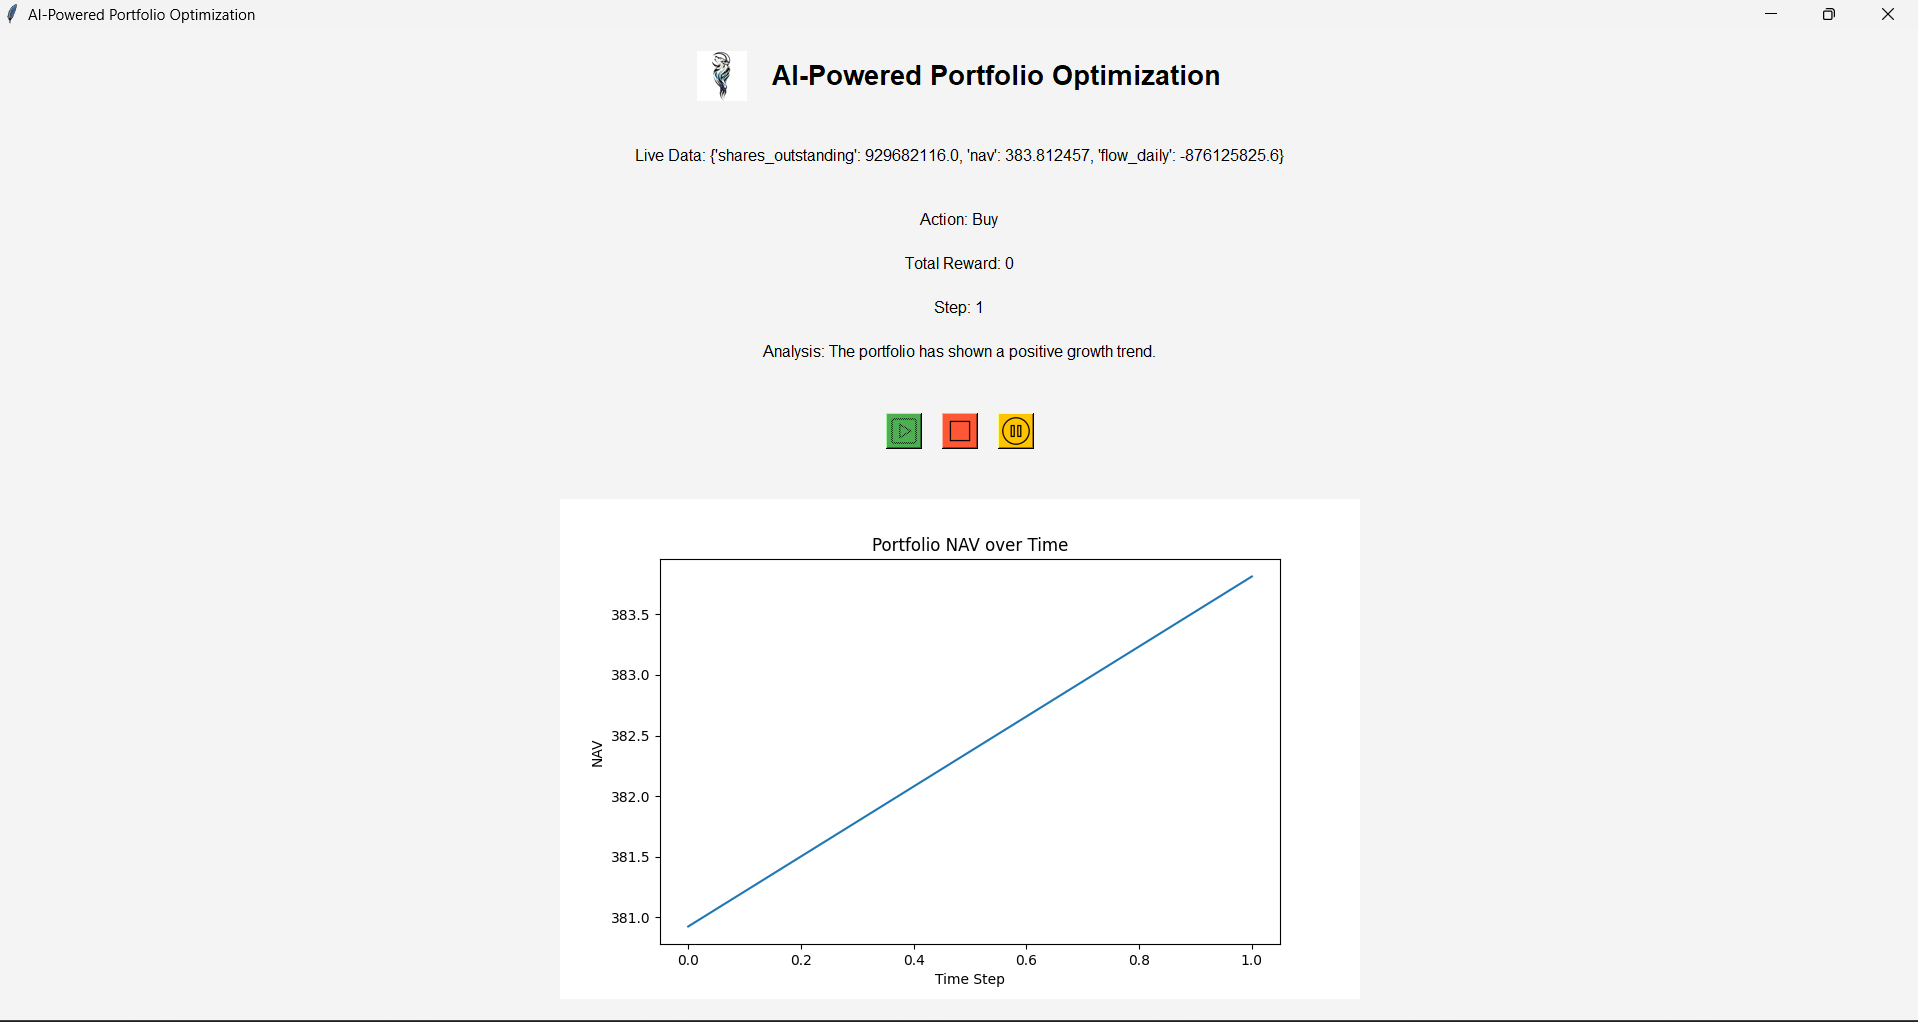 AI-Powered Portfolio Optimization
AI-Powered Portfolio Optimization
Live Data: {'shares_outstanding': 929682116.0, 'nav': 383.812457, 'flow_daily': -876125825.6}
Action: Buy
Total Reward: 0
Step: 1
Analysis: The portfolio has shown a positive growth trend.
Portfolio NAV over Time
383.5
383.0
382.5
382.0
381.5
381.0
NAV
0.0 0.2 0.4 0.6 0.8 1.0
Time Step